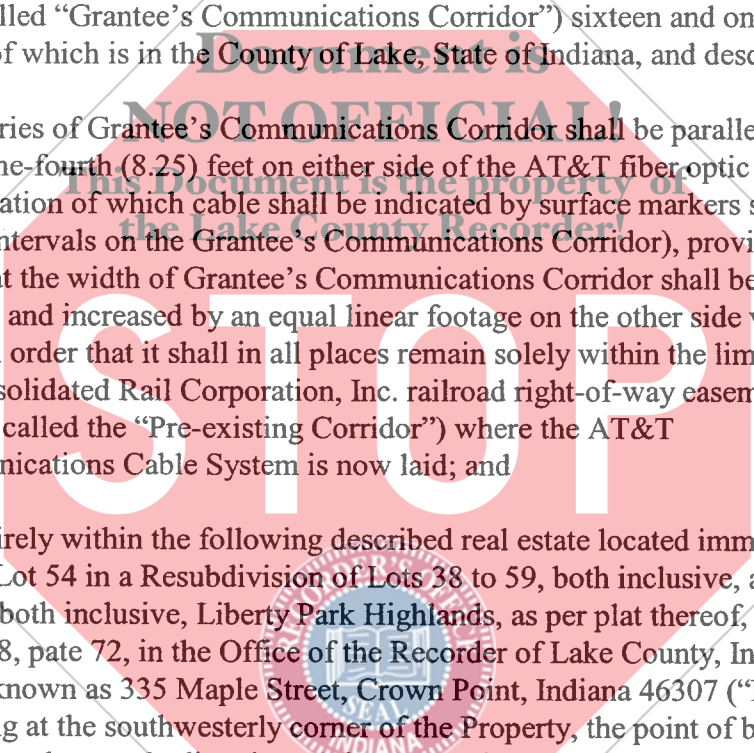 lled “Grantee’s Communications Corridor”) sixteen and on
of which is in the County of Lake, State of Indiana, and desc
Document is
NOT OFFICIAL!
ries of Grantee’s Communications Corridor shall be paralle
ne-fourth (8.25) feet on either side of the AT&T fiber optic
This Document is the property of
ation of which cable shall be indicated by surface markers s
the Lake County Recorder!
ntervals on the Grantee’s Communications Corridor), provi
t the width of Grantee’s Communications Corridor shall be
and increased by an equal linear footage on the other side
order that it shall in all places remain solely within the lim
STOP
solidated Rail Corporation, Inc. railroad right-of-way easem
called the “Pre-existing Corridor”) where the AT&T
nications Cable System is now laid; and
irely within the following described real estate located imm
Lot 54 in a Resubdivision of Lots 38 to 59, both inclusive, a
both inclusive, Liberty Park Highlands, as per plat thereof,
8, pate 72, in the Office of the Recorder of Lake County, In
known as 335 Maple Street, Crown Point, Indiana 46307 (“
g at the southwesterly corner of the Property, the point of b
SEAL
INDIANA